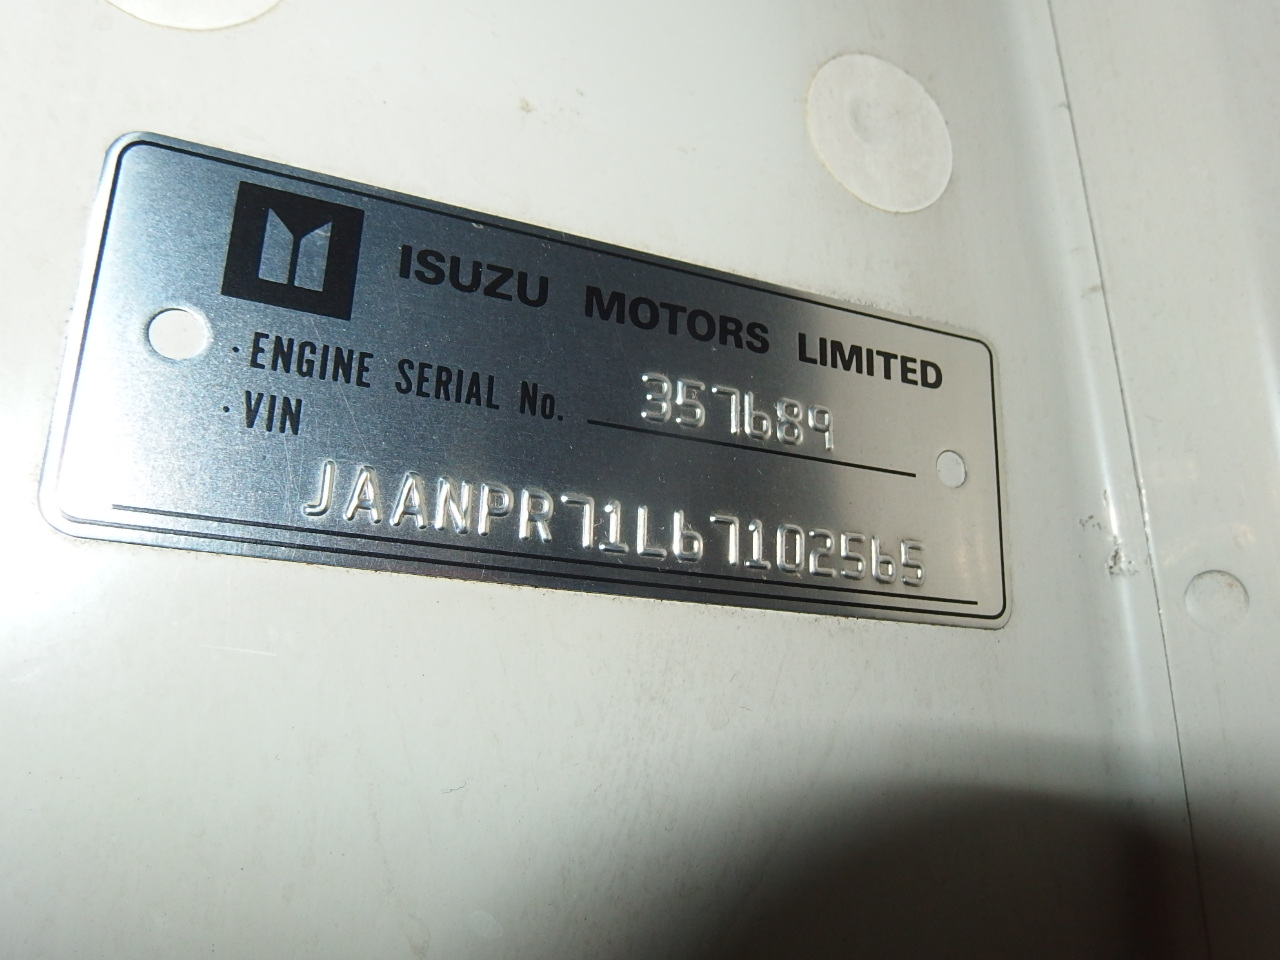 ISUZU MOTORS LIMITED
· ENGINE SERIAL No. 357689
· VIN
JAANPR71L67102565